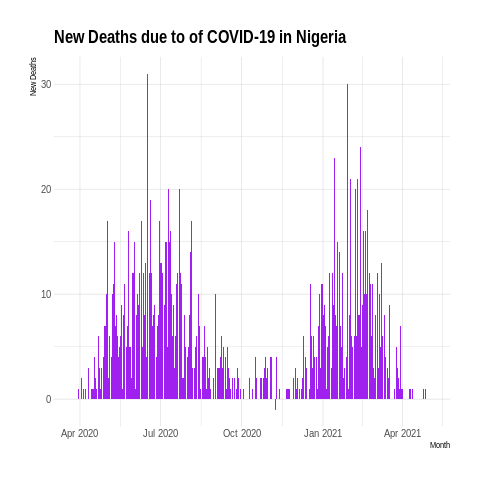 New Deaths due to of COVID-19 in Nigeria
New Deaths
30
20
10
0
Apr 2020 Jul 2020 Oct 2020 Jan 2021 Apr 2021
Month